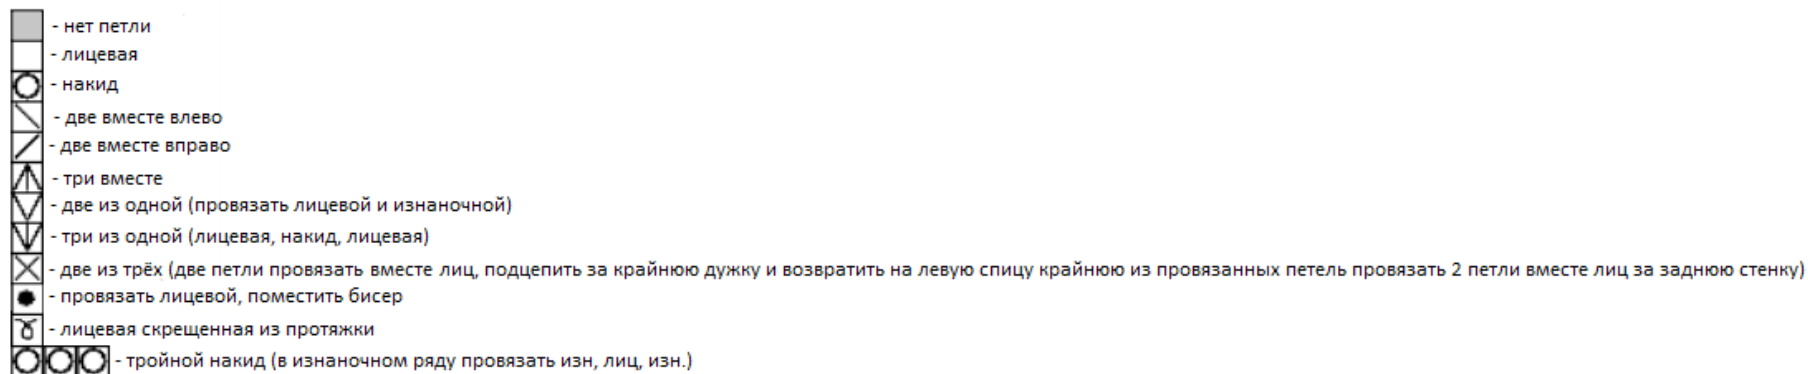 - нет петли
- лицевая
- накид
- две вместе влево
- две вместе вправо
- три вместе
- две из одной (провязать лицевой и изнаночной)
- три из одной (лицевая, накид, лицевая)
- две из трёх (две петли провязать вместе лиц, подцепить за крайнюю дужку и возвратить на левую спицу крайнюю из провязанных петель провязать 2 петли вместе лиц за заднюю стенку)
- провязать лицевой, поместить бисер
- лицевая скрещенная из протяжки
- тройной накид (в изнаночном ряду провязать изн, лиц, изн.)